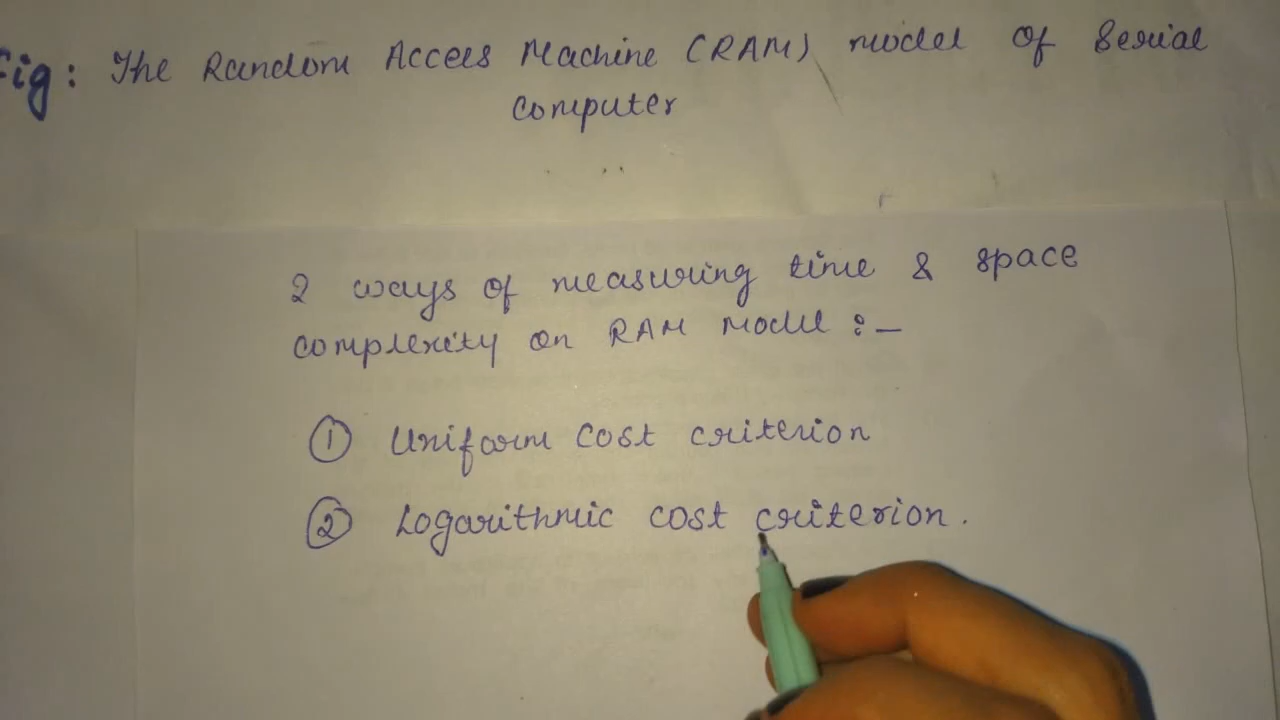 Fig: The Random Access Machine (RAM) model of Serial
computer
2 ways of measuring time & space
complexity on RAM Model :-
① Uniform cost criterion
② Logarithmic cost criterion.